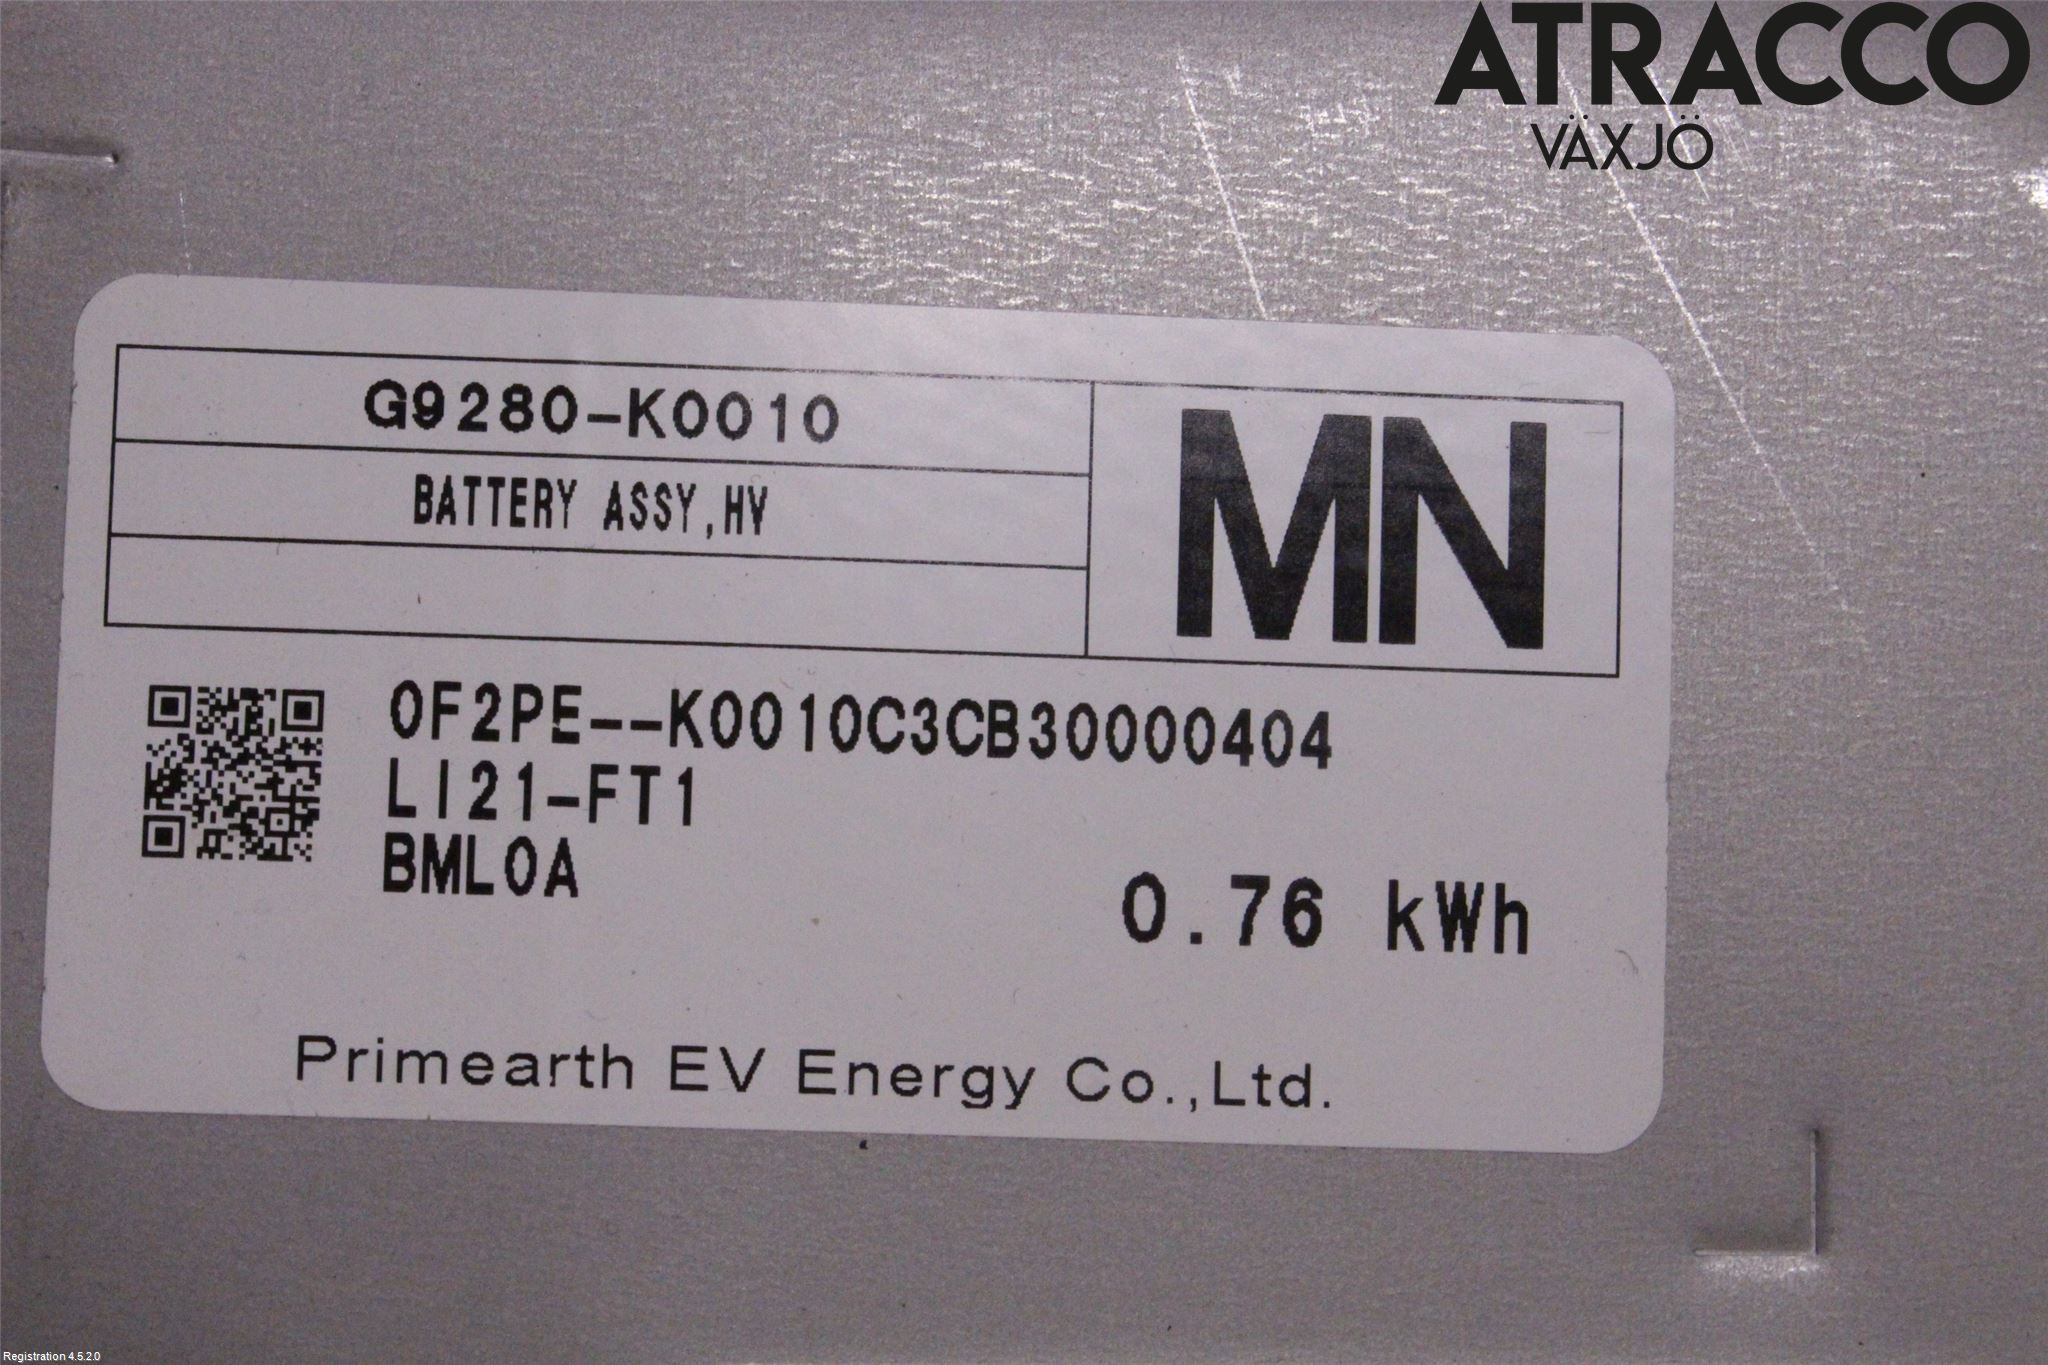 ATRACCO
VÄXJÖ
G9280-K0010
BATTERY ASSY,HV
MN
0F2PE--K0010C3CB30000404
LI21-FT1
BML0A
0.76 kWh
Primearth EV Energy Co.,Ltd.
Registration 4.5.2.0